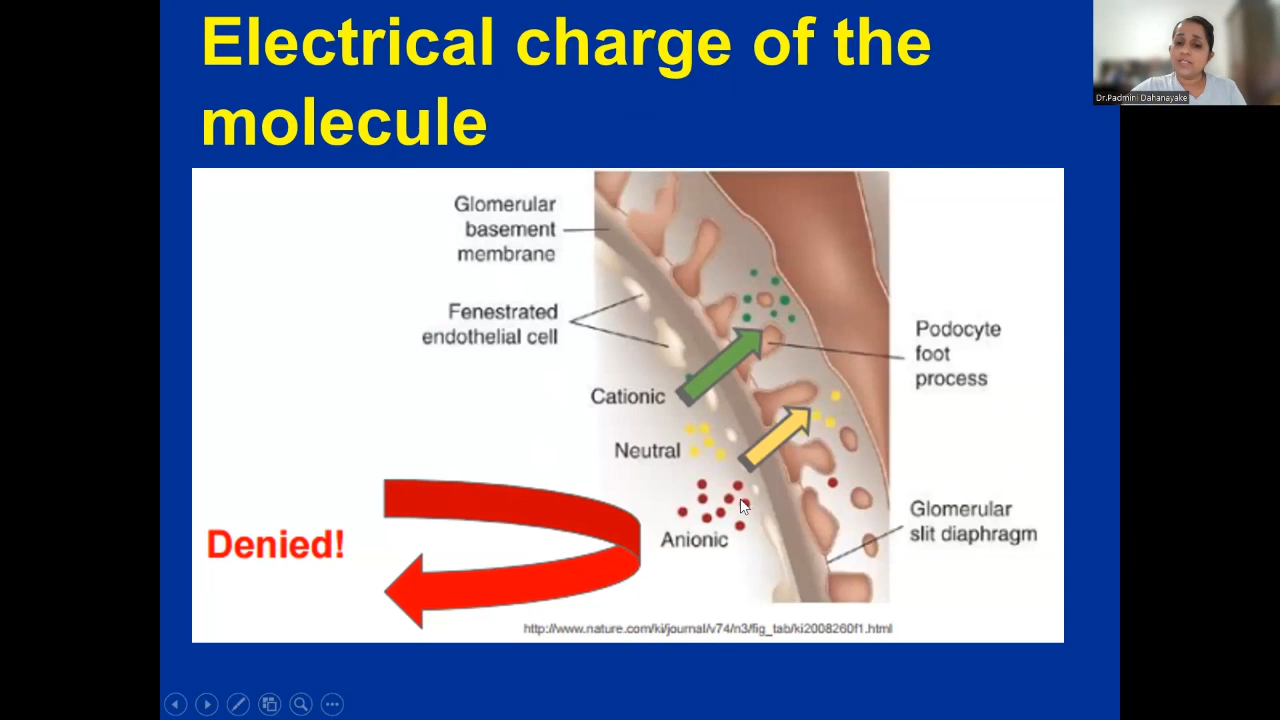 Electrical charge of the
molecule
Dr.Padmini Dahanayake
Glomerular
basement
membrane
Fenestrated
endothelial cell
Cationic
Neutral
Anionic
Denied!
Podocyte
foot
process
Glomerular
slit diaphragm
http://www.nature.com/ki/journal/v74/n3/fig_tab/ki2008260f1.html